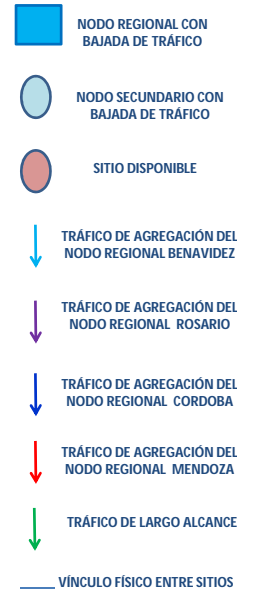 NODO REGIONAL CON
BAJADA DE TRÁFICO
NODO SECUNDARIO CON
BAJADA DE TRÁFICO
SITIO DISPONIBLE
TRÁFICO DE AGREGACIÓN DEL
NODO REGIONAL BENAVIDEZ
TRÁFICO DE AGREGACIÓN DEL
NODO REGIONAL ROSARIO
TRÁFICO DE AGREGACIÓN DEL
NODO REGIONAL CORDOBA
TRÁFICO DE AGREGACIÓN DEL
NODO REGIONAL MENDOZA
TRÁFICO DE LARGO ALCANCE
VÍNCULO FÍSICO ENTRE SITIOS